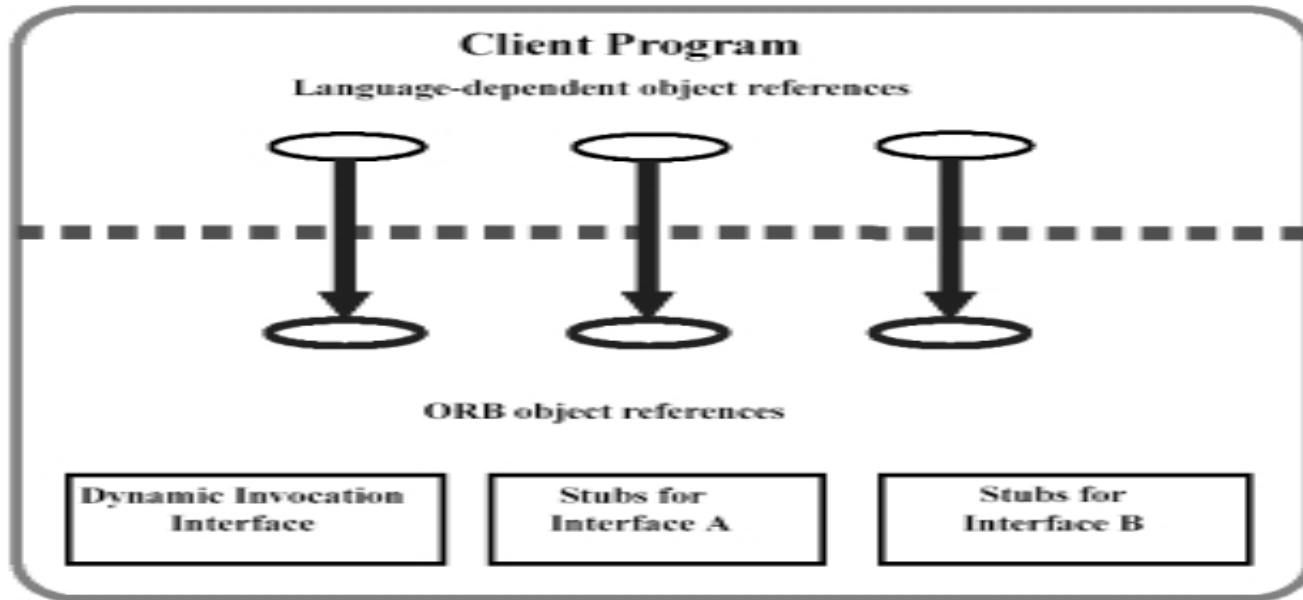 Client Program
Language-dependent object references
ORB object references
Dynamic Invocation
Interface
Stubs for
Interface A
Stubs for
Interface B